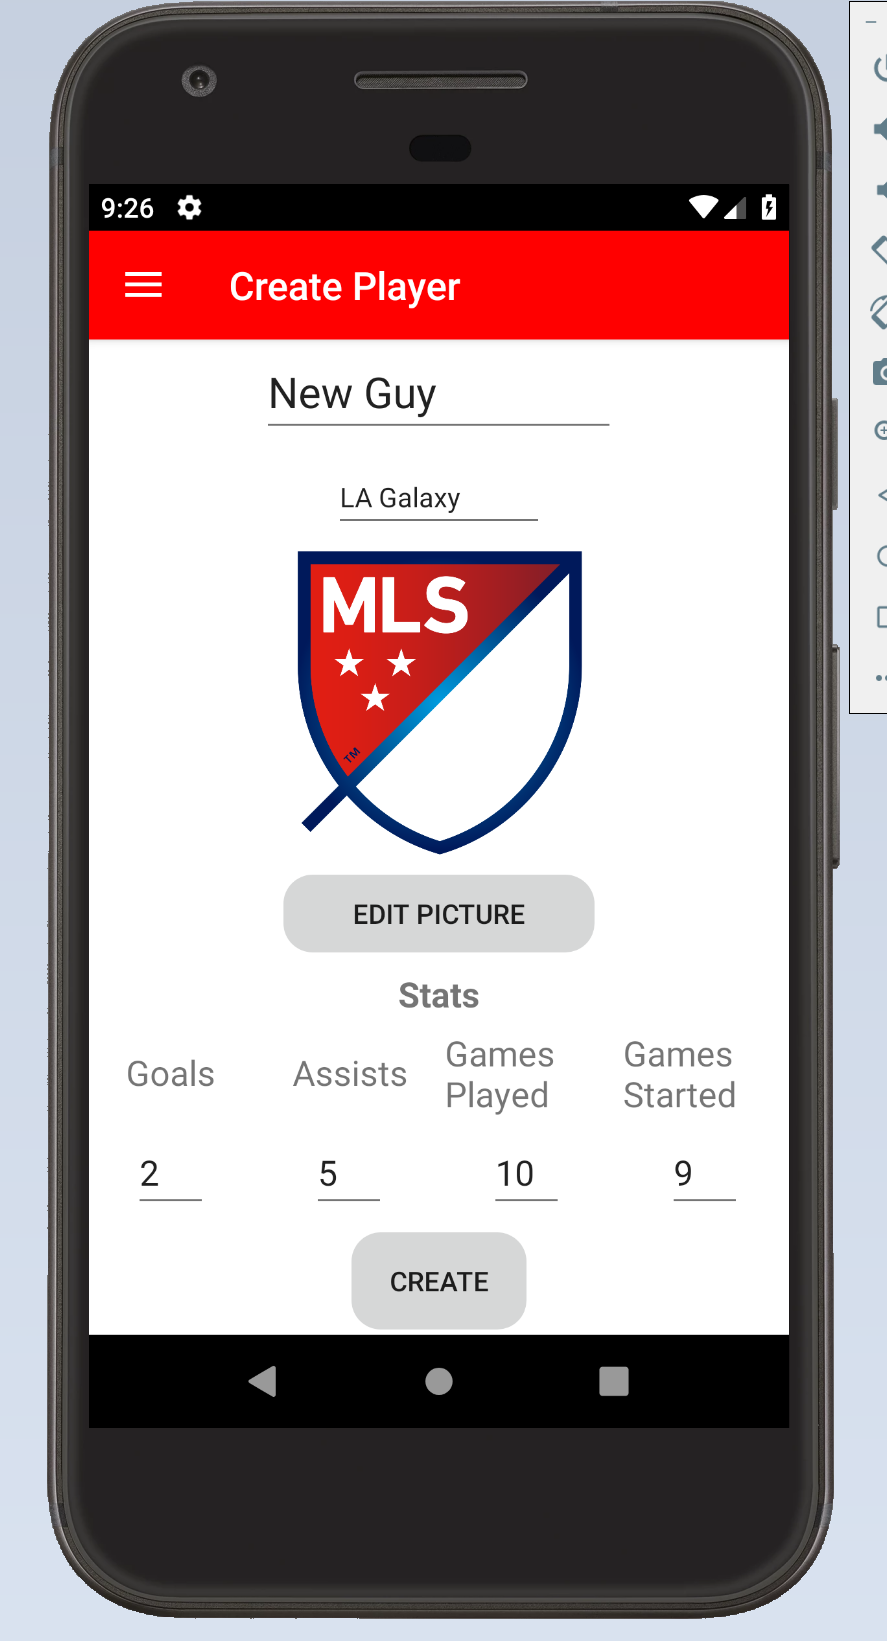 9:26
Create Player
New Guy
LA Galaxy
MLS
TM
EDIT PICTURE
Stats
Goals
Assists
Games
Played
Games
Started
2
5
10
9
CREATE